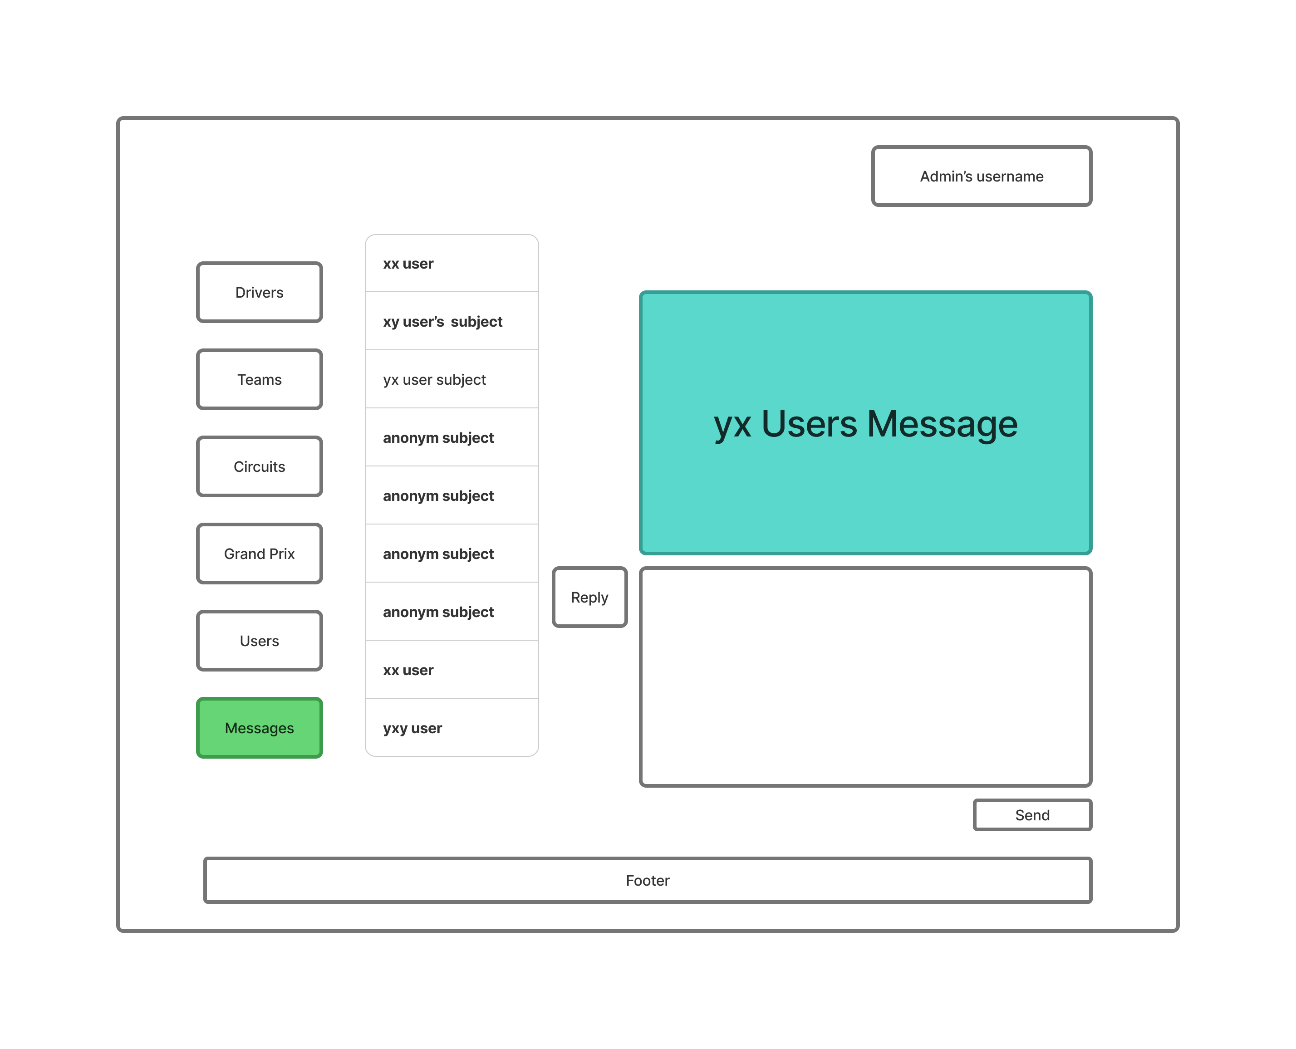 Admin's username
Drivers
Teams
Circuits
Grand Prix
Users
Messages
xx user
xy user's  subject
yx user subject
anonym subject
anonym subject
anonym subject
anonym subject
xx user
yxy user
yx Users Message
Reply
Send
Footer